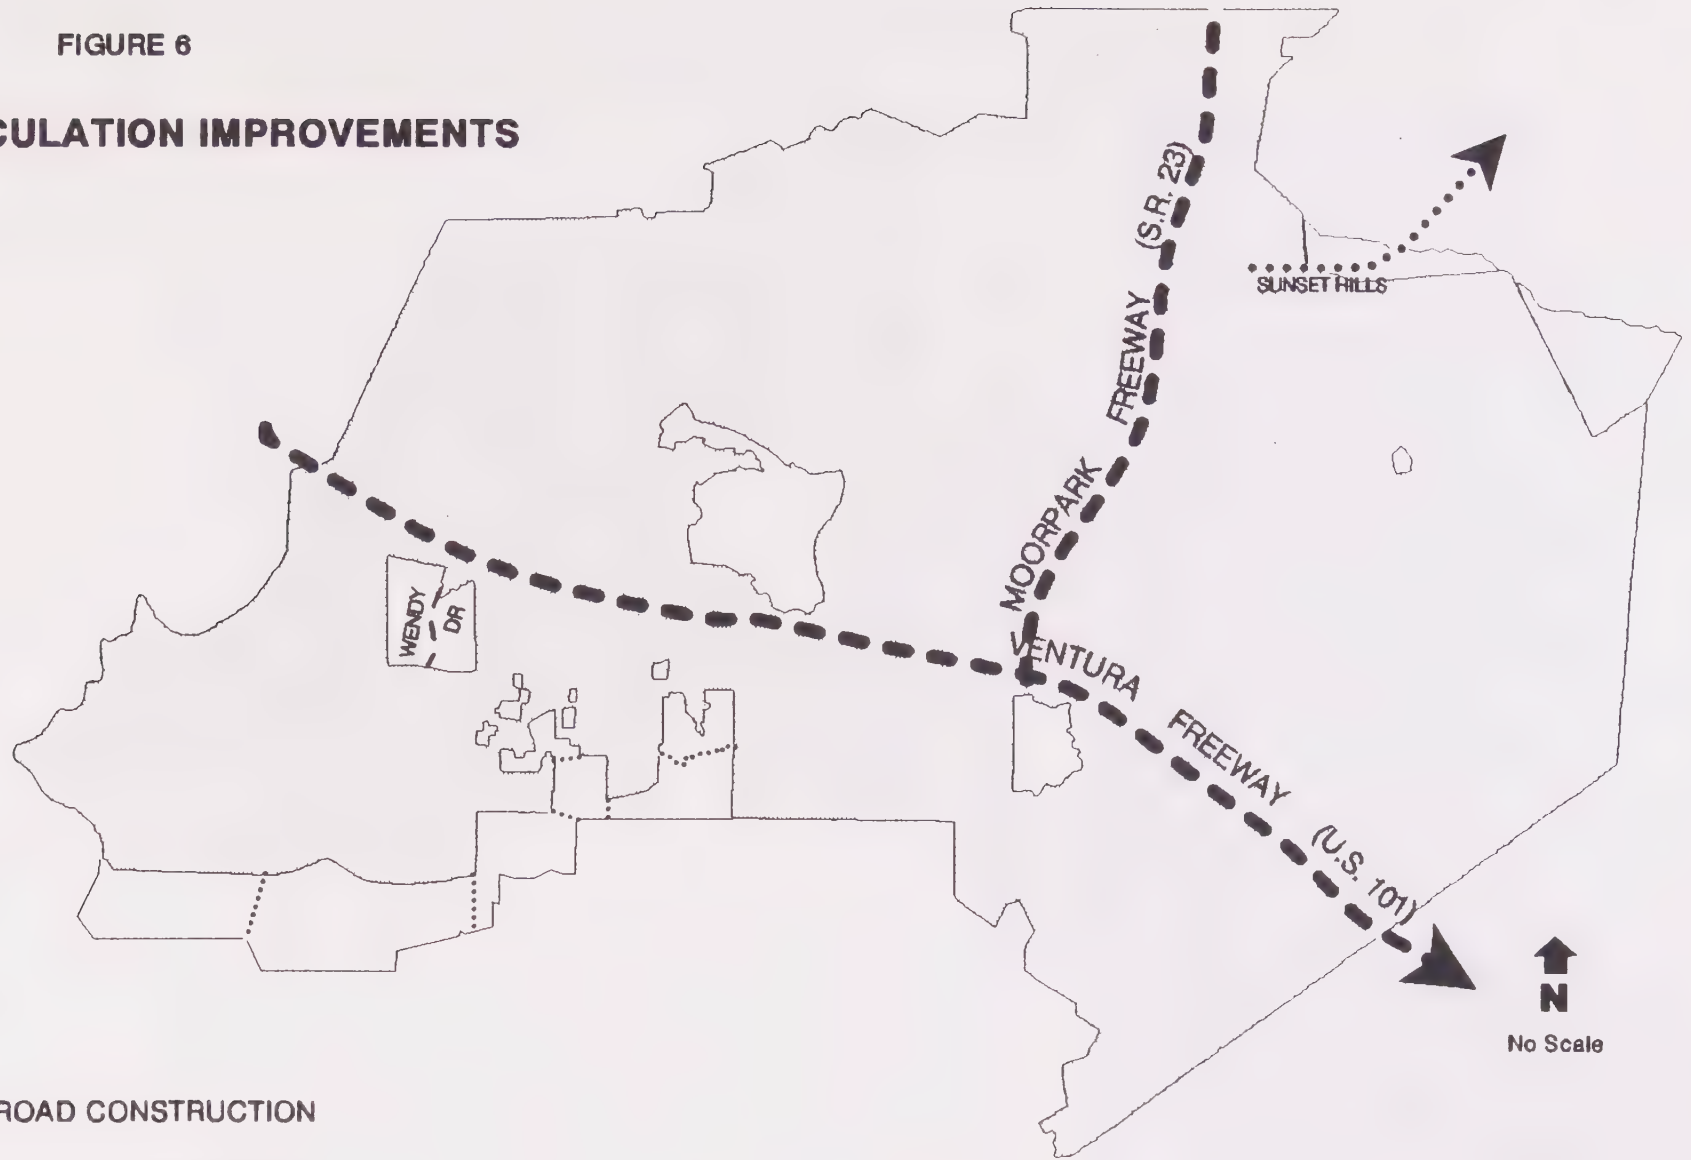 FIGURE 6
CULATION IMPROVEMENTS
(S.R. 23)
FREEWAY
MOORPARK
SUNSET HILLS
WENDY
DR
VENTURA
FREEWAY
(U.S. 101)
N
No Scale
ROAD CONSTRUCTION